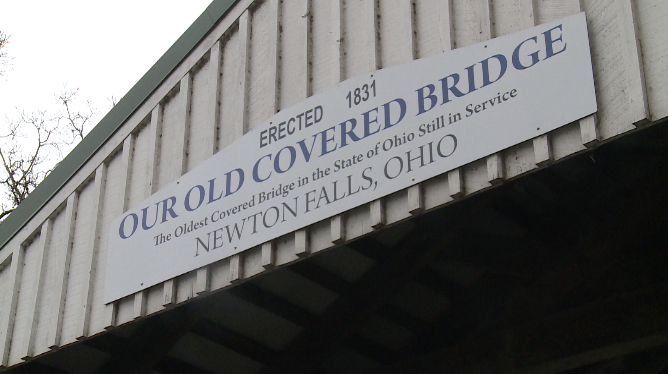 ERECTED 1831
OUR OLD COVERED BRIDGE
The Oldest Covered Bridge in the State of Ohio Still in Service
NEWTON FALLS, OHIO